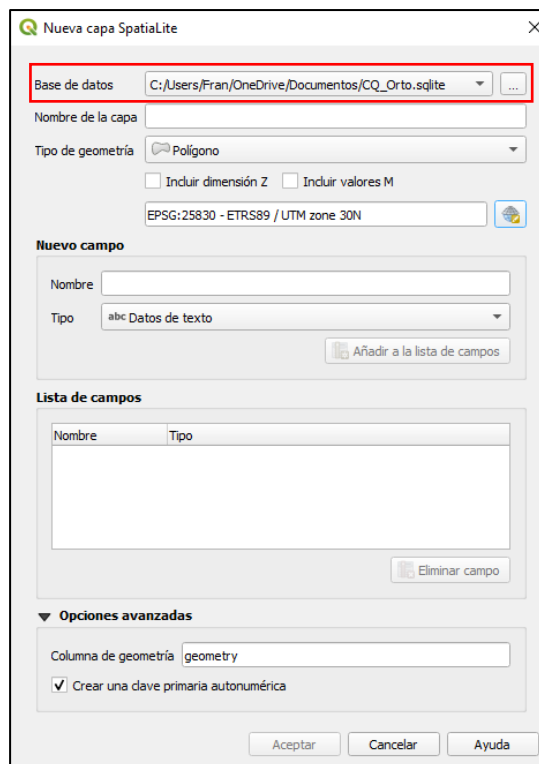 Nueva capa SpatiaLite
Base de datos C:/Users/Fran/OneDrive/Documentos/CQ_Orto.sqlite ...
Nombre de la capa
Tipo de geometría Polígono
Incluir dimensión Z Incluir valores M
EPSG:25830 - ETRS89 / UTM zone 30N
Nuevo campo
Nombre
Tipo abc Datos de texto
Añadir a la lista de campos
Lista de campos
Nombre Tipo
Eliminar campo
Opciones avanzadas
Columna de geometría geometry
Crear una clave primaria autonumérica
Aceptar Cancelar Ayuda